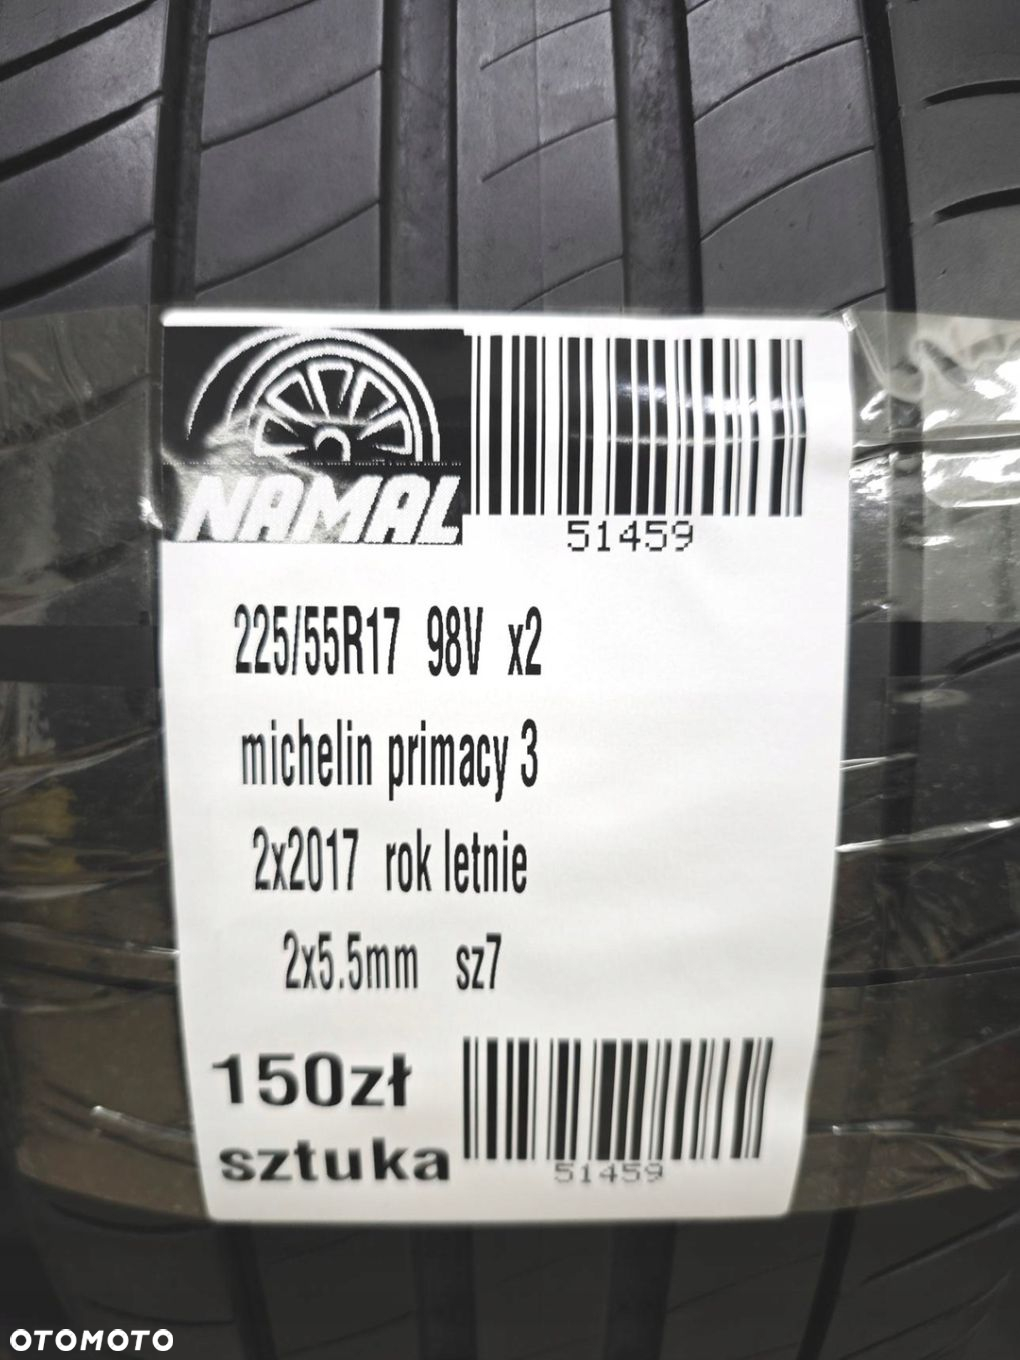 NAMAL
51459
225/55R17 98V x2
michelin primacy 3
2x2017 rok letnie
2x5.5mm sz7
150zł
sztuka
51459
OTOMOTO